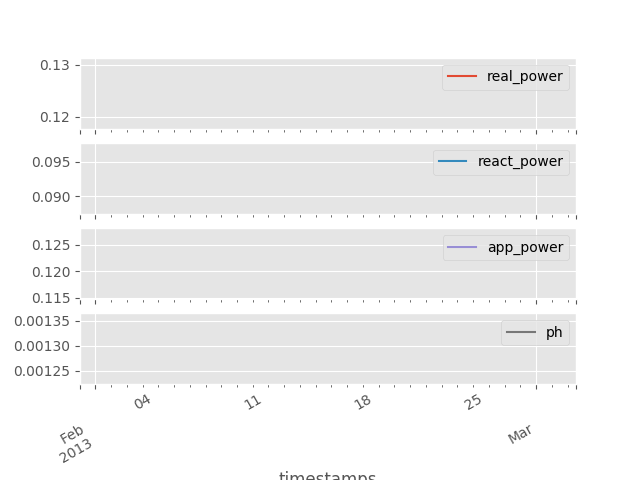 0.13
real_power
0.12
react_power
0.095
0.090
app_power
0.125
0.120
0.115
ph
0.00135
0.00130
0.00125
04 11 18 25
Feb
2013
Mar
timestamps